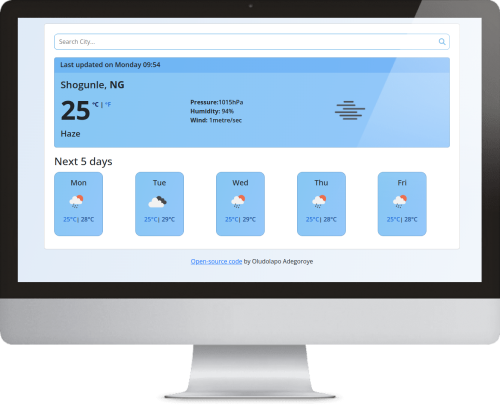 Search City...
Last updated on Monday 09:54
Shogunle, NG
25 °C | °F
Pressure:1015hPa
Humidity: 94%
Wind: 1metre/sec
Haze
Next 5 days
Mon Tue Wed Thu Fri
25°C| 28°C 25°C| 29°C 25°C| 29°C 25°C| 28°C 25°C| 28°C
Open-source code by Oludolapo Adegoroye